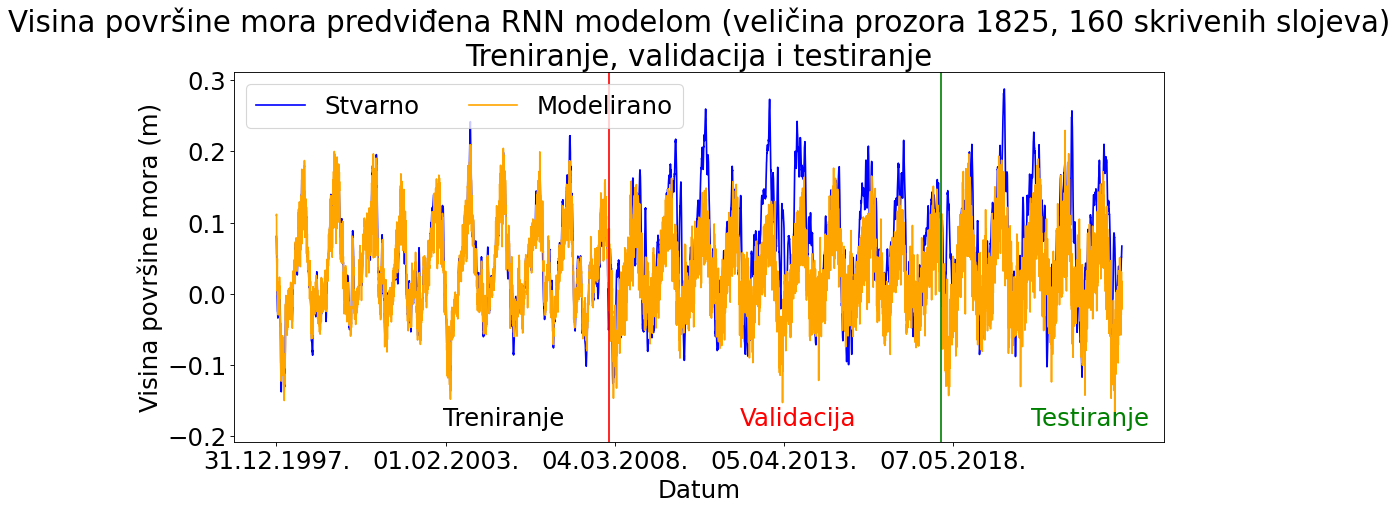 Visina površine mora predviđena RNN modelom (veličina prozora 1825, 160 skrivenih slojeva)
Treniranje, validacija i testiranje
Stvarno
Modelirano
Visina površine mora (m)
0.3
0.2
0.1
0.0
−0.1
−0.2
Treniranje
Validacija
Testiranje
31.12.1997.
01.02.2003.
04.03.2008.
05.04.2013.
07.05.2018.
Datum